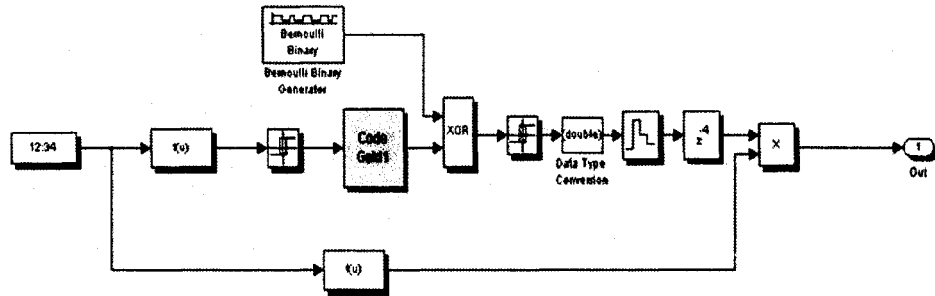 Bernoulli
Binary
Bernoulli Binary
Generator
12:34
f(u)
Code
Gold1
XOR
(double)
Data Type
Conversion
-4
z
X
1
Out
f(u)